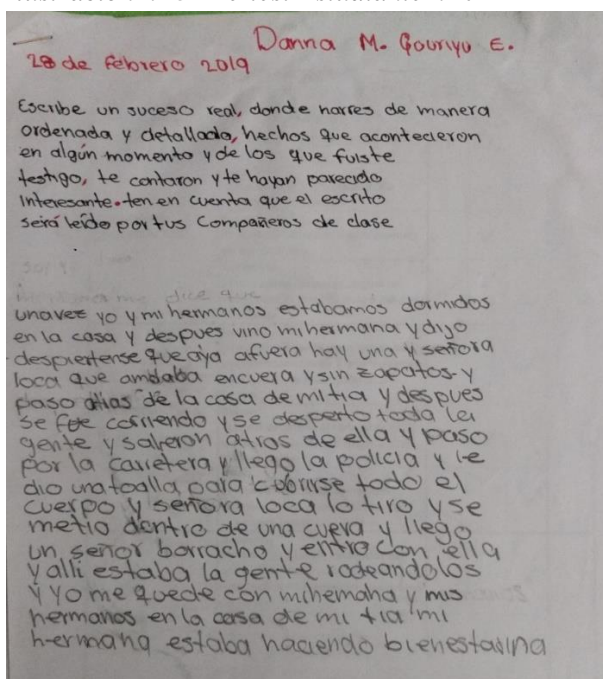 Danna M. Gouriyu E.
28 de Febrero 2019
Escribe un suceso real, donde narres de manera
ordenada y detallada, hechos que acontecieron
en algún momento y de los que fuiste
testigo, te contaron y te hayan parecido
Interesante. ten en cuenta que el escrito
será leído por tus Compañeros de clase
dice que
unavez yo y mi hermanos estabamos dormidos
en la casa y despues vino mihermana y dijo
despiertense que aya afuera hay una y señora
loca que amdaba encuera y sin zapatos y
paso atias de la casa de mi tia y despues
se fue corriendo y se desperto toda la
gente y salieron atras de ella y paso
por la carretera y llego la policia y le
dio una toalla para cubrirse todo el
cuerpo y señora loca lo tiro y se
metio dentro de una cueva y llego
un señor borracho y entro con ella
y alli estaba la gente rodeandolos
y yo me quede con mihemaha y mis
hermanos en la casa de mi tia mi
hermana estaba haciendo bienestarina